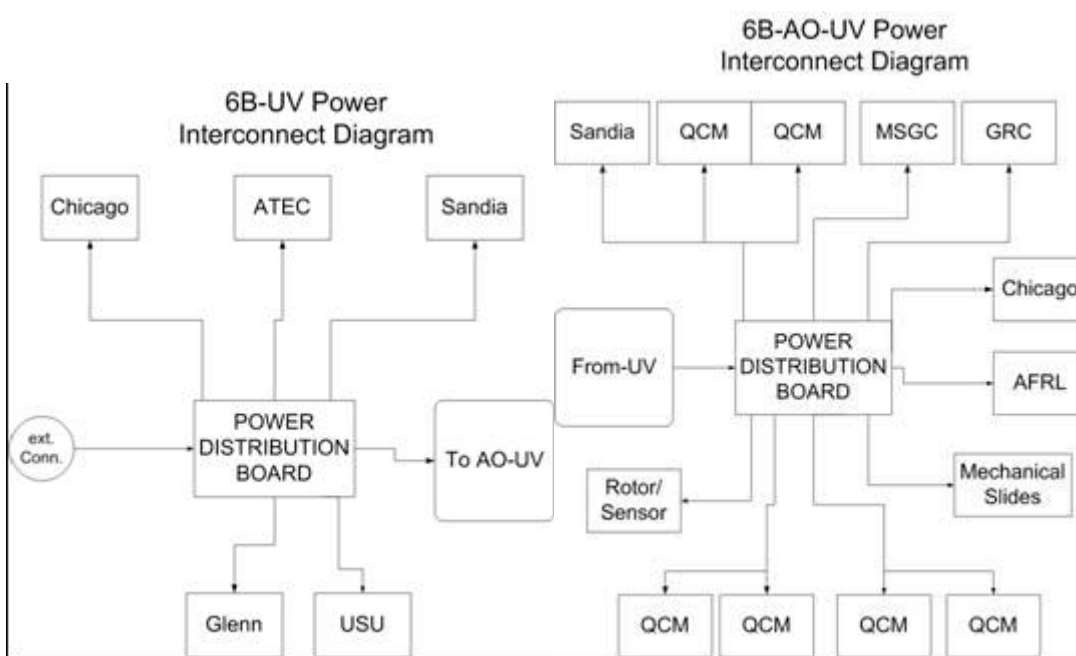 6B-UV Power
Interconnect Diagram
Chicago
ATEC
Sandia
ext.
Conn.
POWER
DISTRIBUTION
BOARD
To AO-UV
Glenn
USU
6B-AO-UV Power
Interconnect Diagram
Sandia
QCM
QCM
MSGC
GRC
From-UV
POWER
DISTRIBUTION
BOARD
Chicago
AFRL
Rotor/
Sensor
Mechanical
Slides
QCM
QCM
QCM
QCM